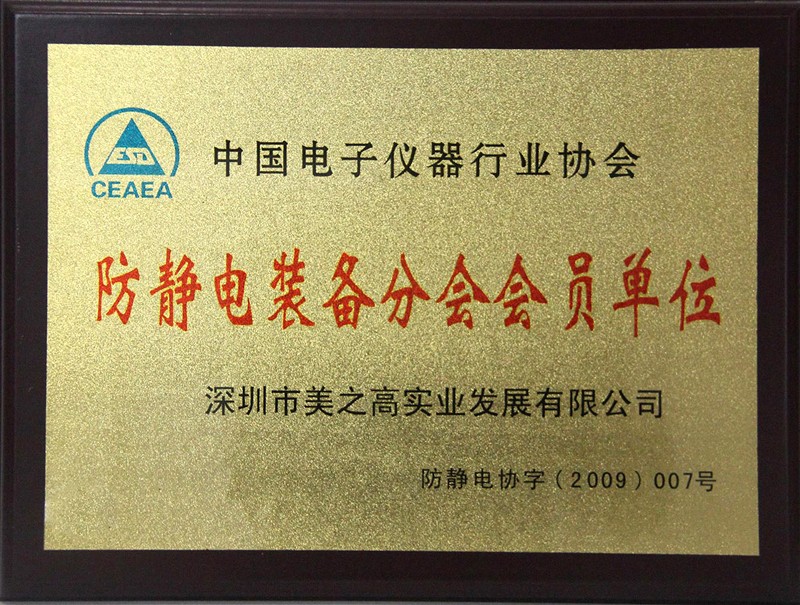 ESD
CEAEA
中国电子仪器行业协会
防静电装备分会会员单位
深圳市美之高实业发展有限公司
防静电协字(2009)007号